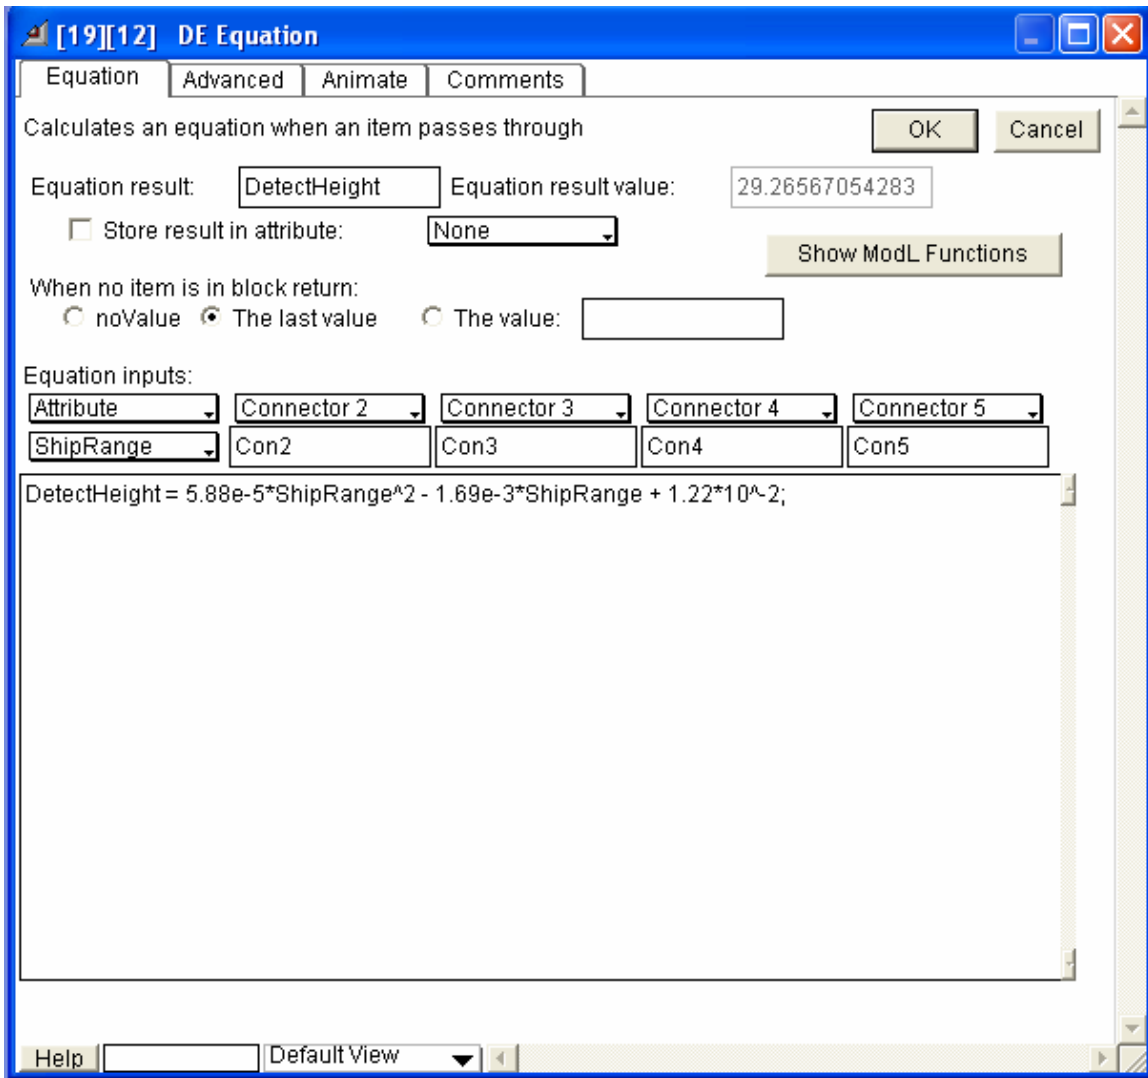 [19][12] DE Equation
Equation Advanced Animate Comments
Calculates an equation when an item passes through OK Cancel
Equation result: DetectHeight Equation result value: 29.26567054283
Store result in attribute: None
Show ModL Functions
When no item is in block return:
noValue The last value The value:
Equation inputs:
Attribute Connector 2 Connector 3 Connector 4 Connector 5
ShipRange Con2 Con3 Con4 Con5
DetectHeight = 5.88e-5*ShipRange^2 - 1.69e-3*ShipRange + 1.22*10^-2;
Help Default View